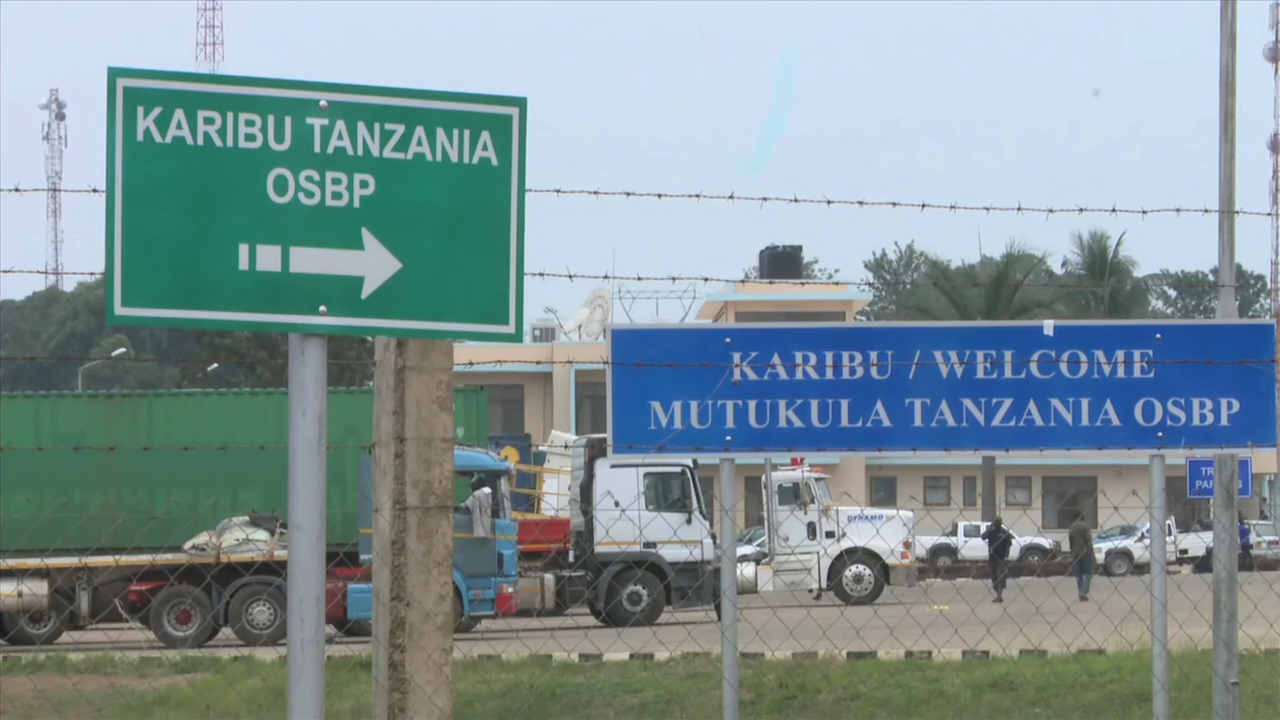 KARIBU TANZANIA
OSBP
KARIBU / WELCOME
MUTUKULA TANZANIA OSBP
DYNAMO